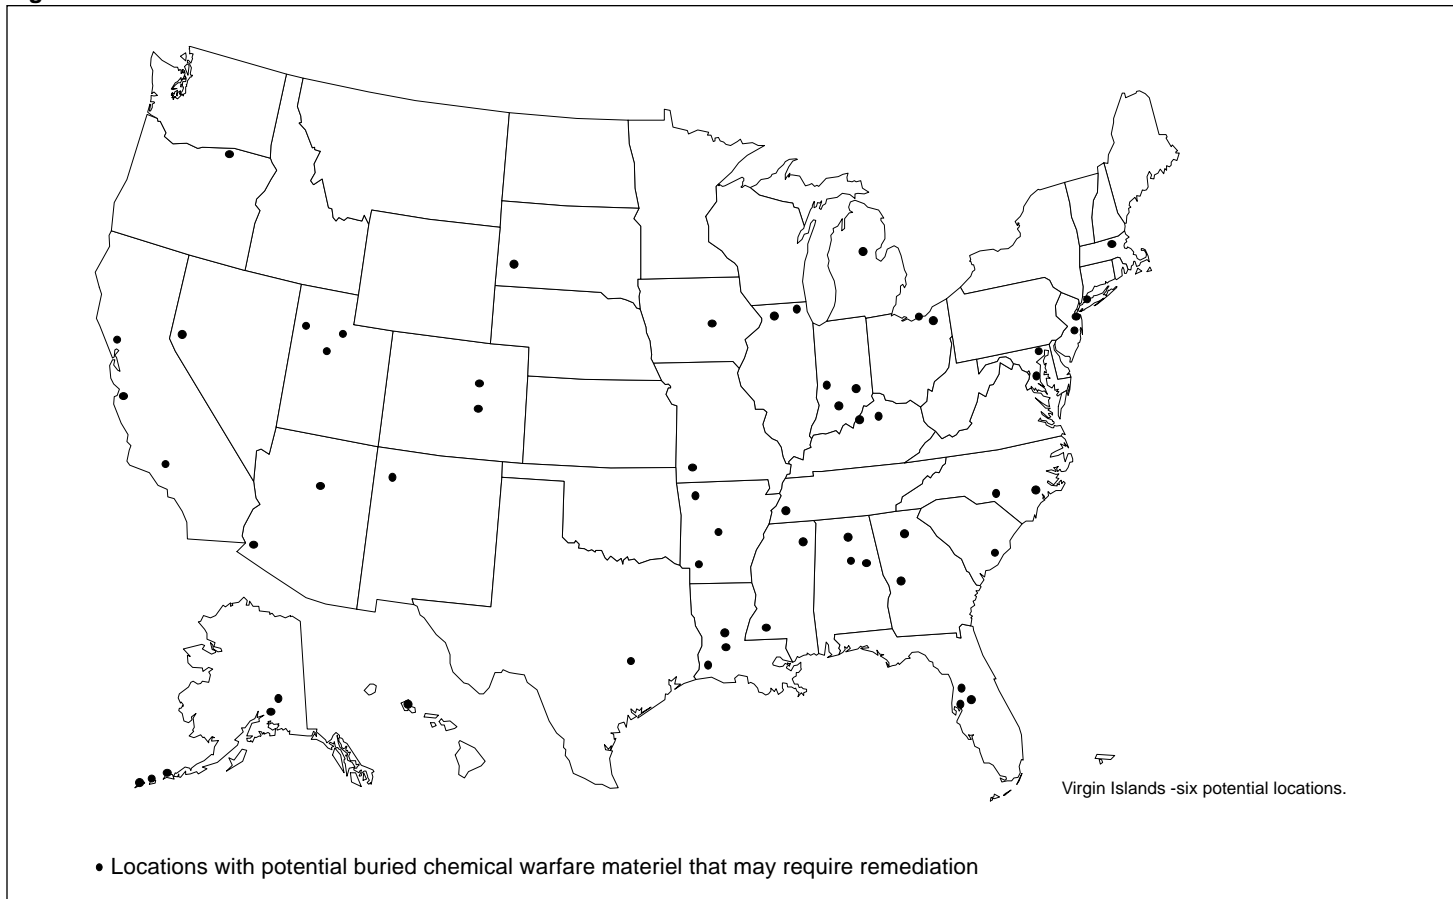 Virgin Islands -six potential locations.
• Locations with potential buried chemical warfare materiel that may require remediation